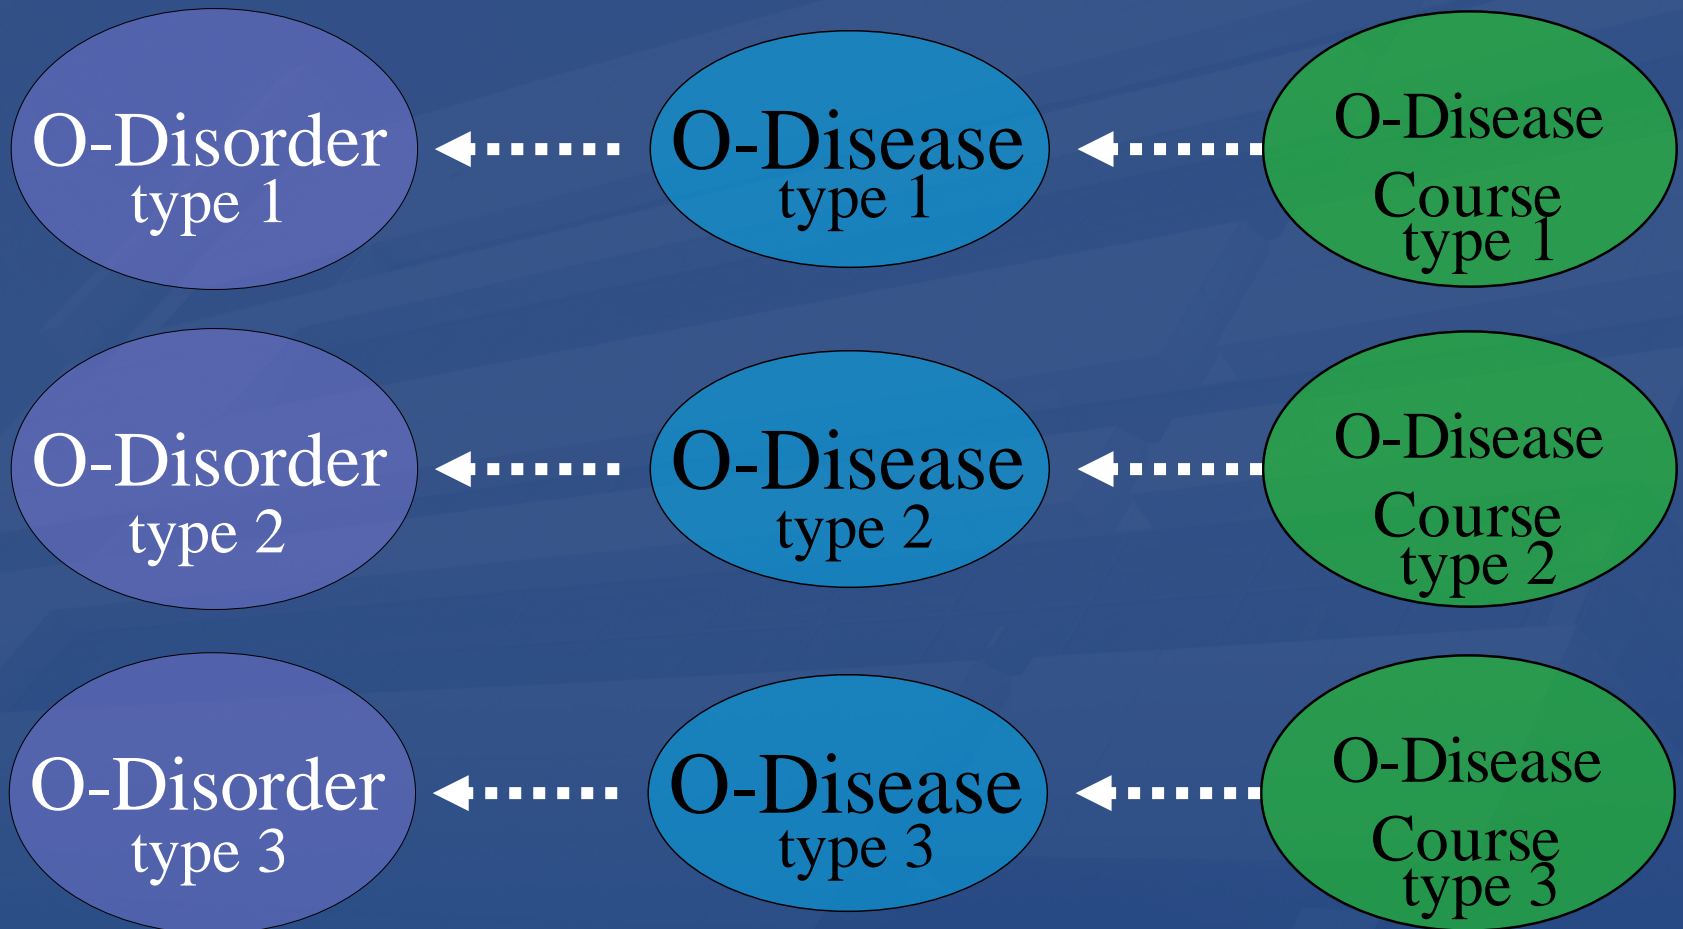 O-Disorder
type 1
O-Disease
type 1
O-Disease
Course
type 1
O-Disorder
type 2
O-Disease
type 2
O-Disease
Course
type 2
O-Disorder
type 3
O-Disease
type 3
O-Disease
Course
type 3